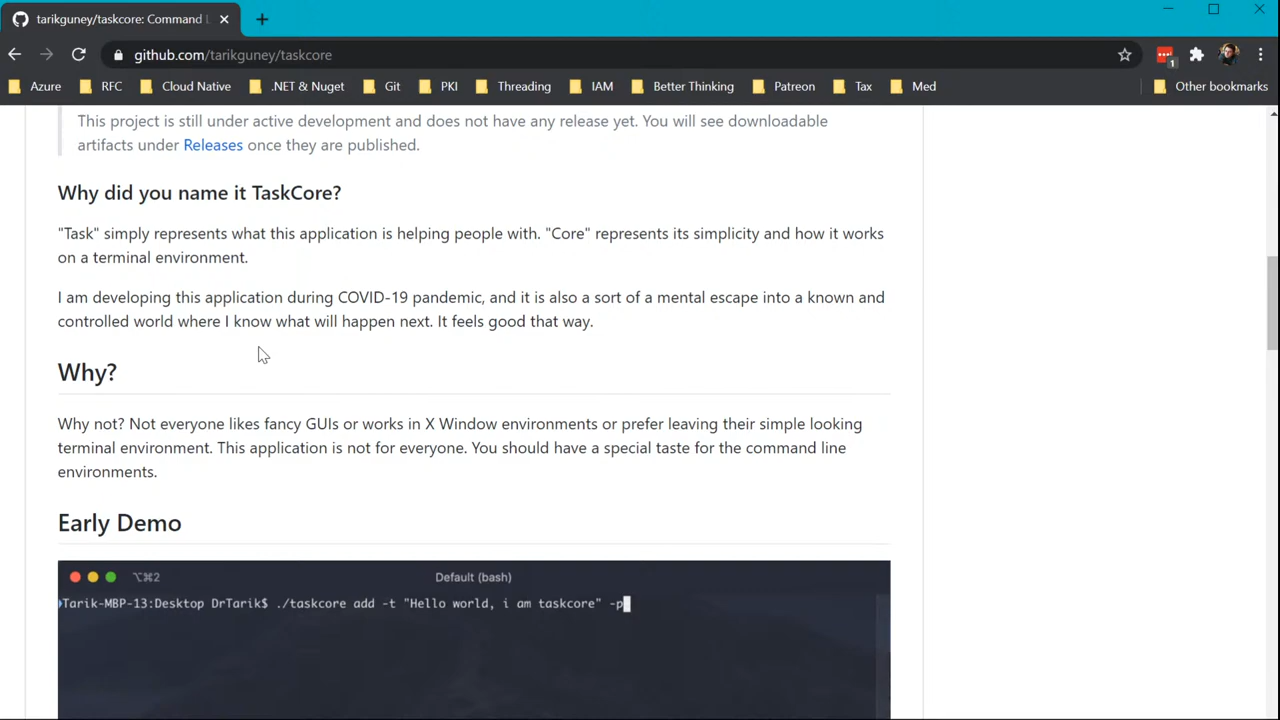 tarikguney/taskcore: Command
github.com/tarikguney/taskcore
1
Azure RFC Cloud Native .NET & Nuget Git PKI Threading IAM Better Thinking Patreon Tax Med Other bookmarks
This project is still under active development and does not have any release yet. You will see downloadable
artifacts under Releases once they are published.
Why did you name it TaskCore?
"Task" simply represents what this application is helping people with. "Core" represents its simplicity and how it works
on a terminal environment.
I am developing this application during COVID-19 pandemic, and it is also a sort of a mental escape into a known and
controlled world where I know what will happen next. It feels good that way.
Why?
Why not? Not everyone likes fancy GUIs or works in X Window environments or prefer leaving their simple looking
terminal environment. This application is not for everyone. You should have a special taste for the command line
environments.
Early Demo
⌥⌘2 Default (bash)
Tarik-MBP-13:Desktop DrTarik$ ./taskcore add -t "Hello world, i am taskcore" -p